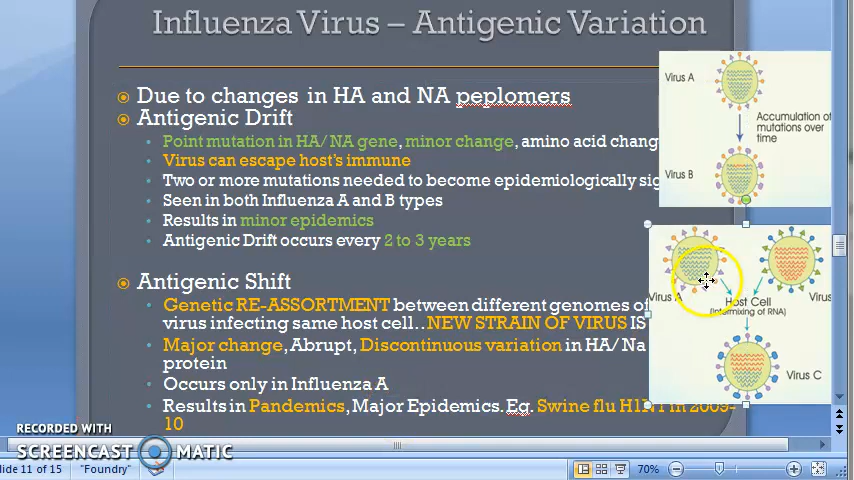 Influenza Virus – Antigenic Variation
Due to changes in HA and NA peplomers
Antigenic Drift
Point mutation in HA/ NA gene, minor change, amino acid chang
Virus can escape host's immune
Two or more mutations needed to become epidemiologically sig
Seen in both Influenza A and B types
Results in minor epidemics
Antigenic Drift occurs every 2 to 3 years
Antigenic Shift
Genetic RE-ASSORTMENT between different genomes of
virus infecting same host cell.. NEW STRAIN OF VIRUS IS
Major change, Abrupt, Discontinuous variation in HA/ Na
protein
Occurs only in Influenza A
Results in Pandemics, Major Epidemics. Eg. Swine flu H1N1 in 2009-
10
Virus A
Accumulation of
mutations over
time
Virus B
Virus A
Virus
Host Cell
(intermixing of RNA)
Virus C
RECORDED WITH
SCREENCAST MATIC
lide 11 of 15
"Foundry"
70%